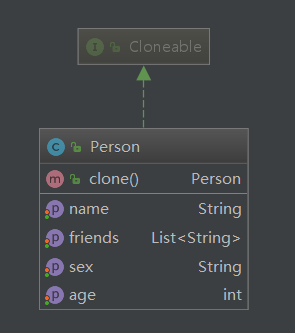 I Cloneable
C Person
m clone() Person
p name String
p friends List<String>
p sex String
p age int